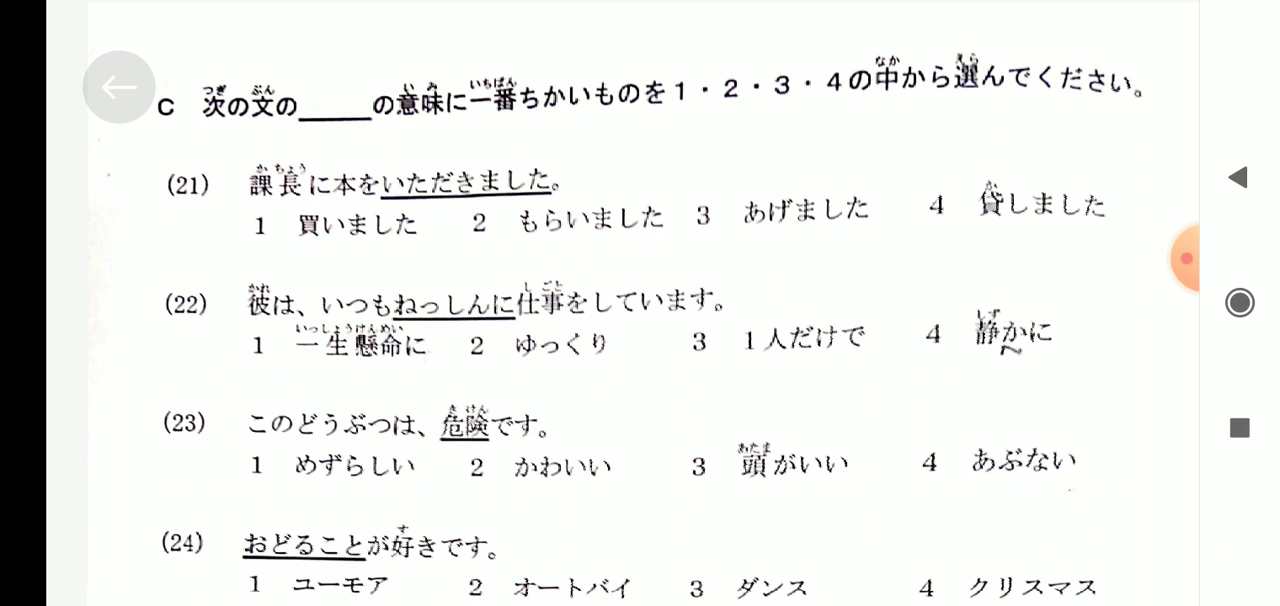 C 次の文の_____の意味に一番ちかいものを1・2・3・4の中から選んでください。
(21) 課長に本をいただきました。
1 買いました 2 もらいました 3 あげました 4 貸しました
(22) 彼は、いつもねっしんに仕事をしています。
1 一生懸命に 2 ゆっくり 3 1人だけで 4 静かに
(23) このどうぶつは、危険です。
1 めずらしい 2 かわいい 3 頭がいい 4 あぶない
(24) おどることが好きです。
1 ユーモア 2 オートバイ 3 ダンス 4 クリスマス